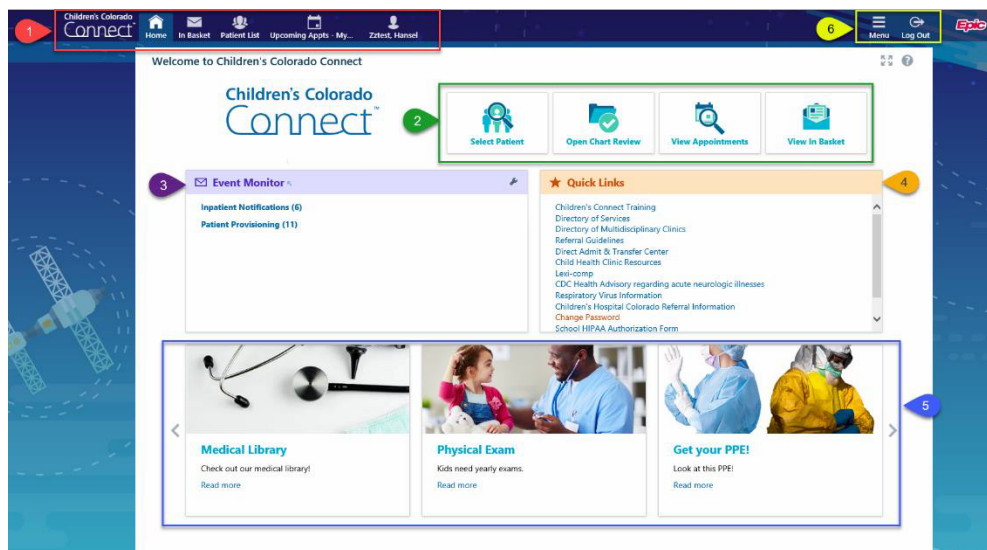 1
Children's Colorado
Connect™
Home
In Basket
Patient List
Upcoming Appts - My...
Zztest, Hansel
6
Menu
Log Out
Epic
Welcome to Children's Colorado Connect
Children's Colorado
Connect™
2
Select Patient
Open Chart Review
View Appointments
View In Basket
3
Event Monitor
Inpatient Notifications (6)
Patient Provisioning (11)
Quick Links
4
Children's Connect Training
Directory of Services
Directory of Multidisciplinary Clinics
Referral Guidelines
Direct Admit & Transfer Center
Child Health Clinic Resources
Lexi-comp
CDC Health Advisory regarding acute neurologic illnesses
Respiratory Virus Information
Children's Hospital Colorado Referral Information
Change Password
School HIPAA Authorization Form
5
Medical Library
Check out our medical library!
Read more
Physical Exam
Kids need yearly exams.
Read more
Get your PPE!
Look at this PPE!
Read more